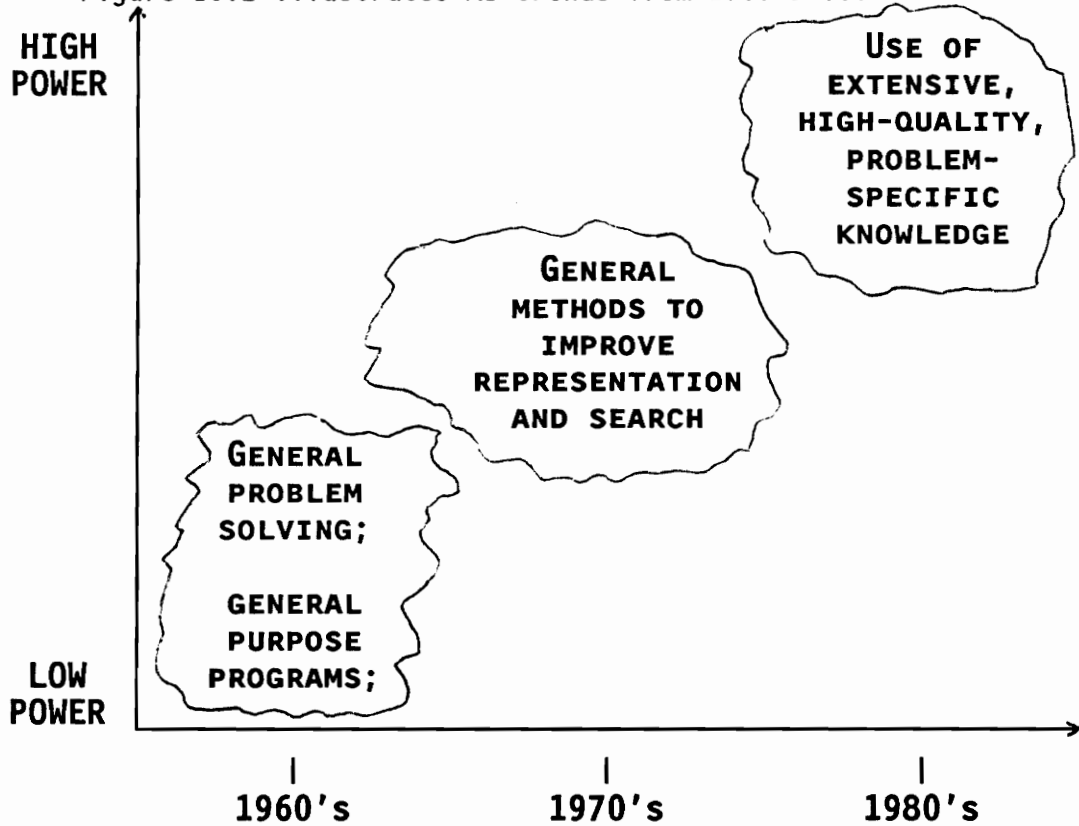 HIGH
POWER
USE OF
EXTENSIVE,
HIGH-QUALITY,
PROBLEM-
SPECIFIC
KNOWLEDGE
GENERAL
METHODS TO
IMPROVE
REPRESENTATION
AND SEARCH
GENERAL
PROBLEM
SOLVING;
GENERAL
PURPOSE
PROGRAMS;
LOW
POWER
1960's
1970's
1980's